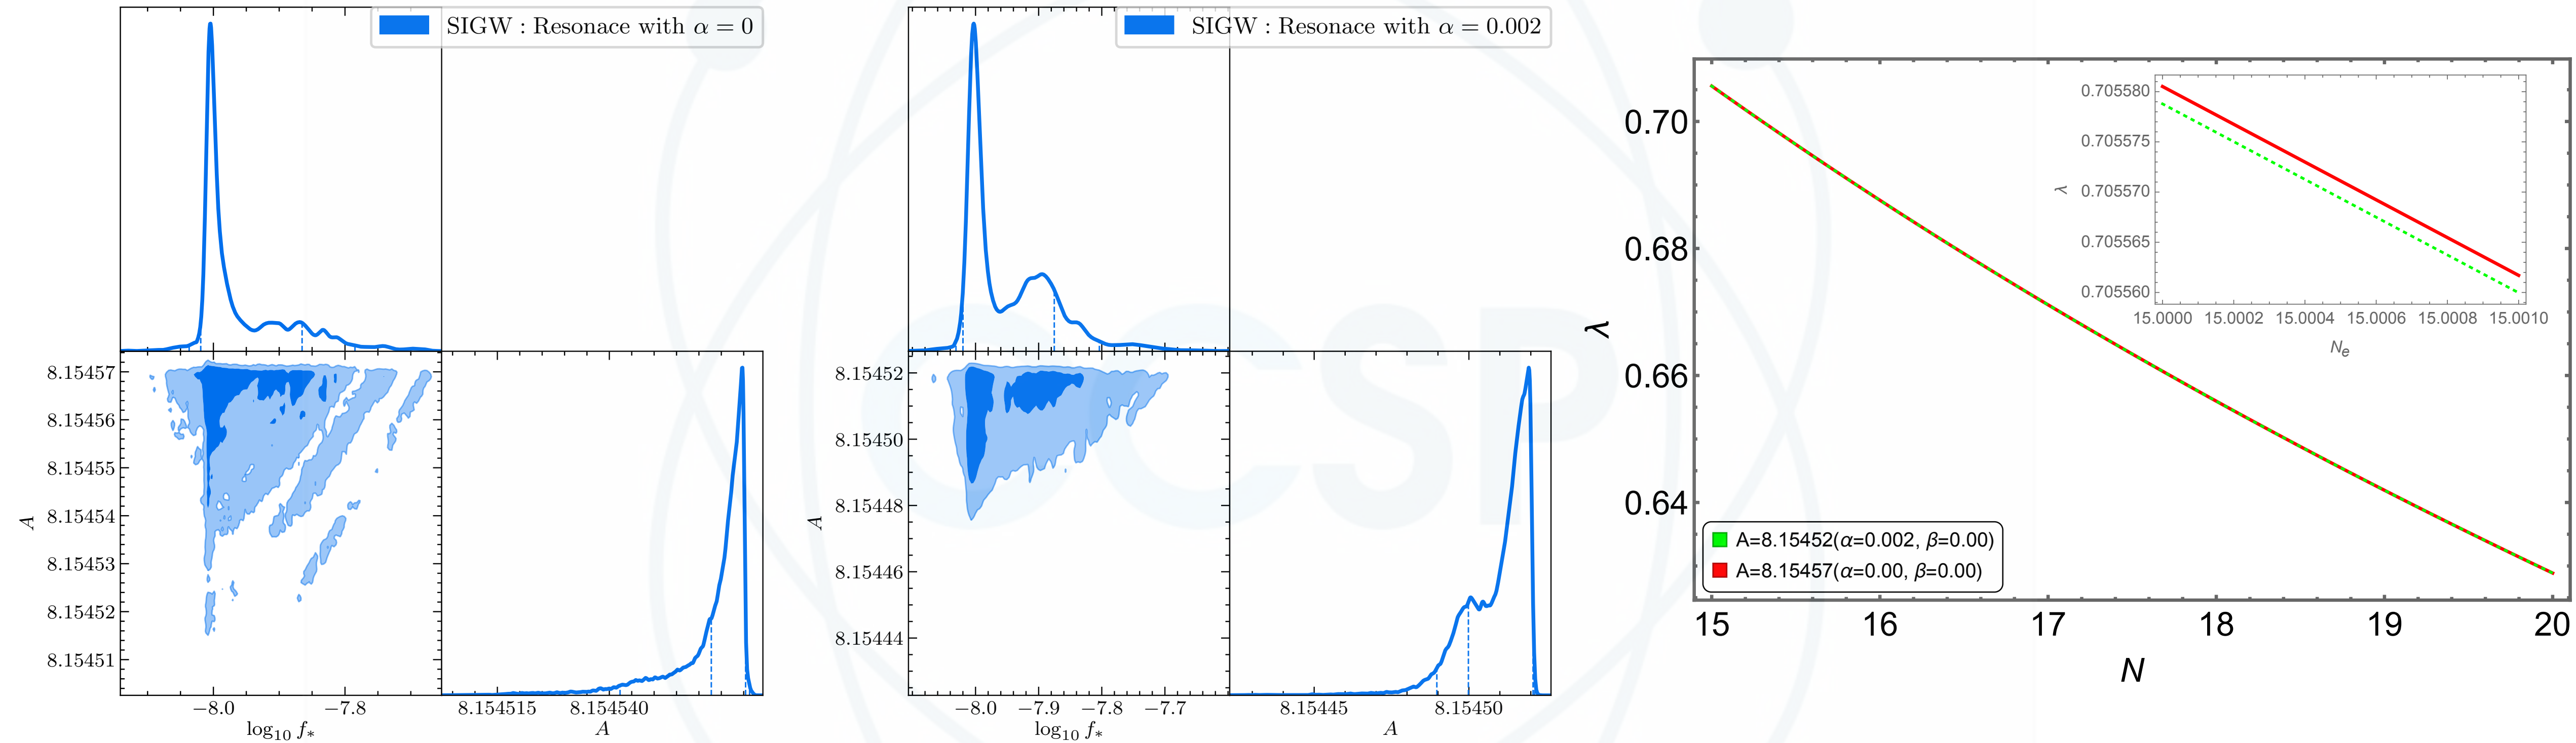 SIGW : Resonace with α = 0
8.15457
8.15456
8.15455
8.15454
8.15453
8.15452
8.15451
A
−8.0
−7.8
log₁₀ f∗
8.154515
8.154540
A
SIGW : Resonace with α = 0.002
8.15452
8.15450
8.15448
8.15446
8.15444
A
−8.0
−7.9
−7.8
−7.7
log₁₀ f∗
8.15445
8.15450
A
0.70
0.68
0.66
0.64
λ
0.705580
0.705575
0.705570
0.705565
0.705560
λ
15.0000
15.0002
15.0004
15.0006
15.0008
15.0010
Nₑ
A=8.15452(α=0.002, β=0.00)
A=8.15457(α=0.00, β=0.00)
15
16
17
18
19
20
N
CCSP